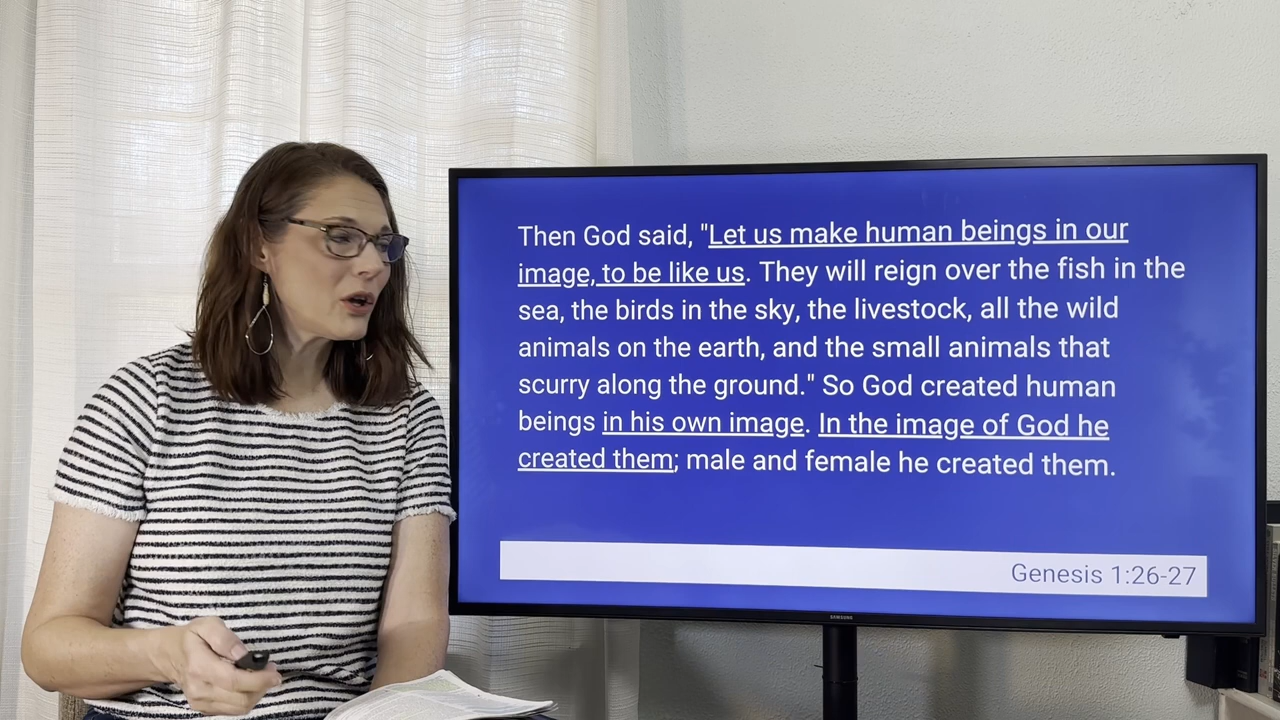 Then God said, "Let us make human beings in our
image, to be like us. They will reign over the fish in the
sea, the birds in the sky, the livestock, all the wild
animals on the earth, and the small animals that
scurry along the ground." So God created human
beings in his own image. In the image of God he
created them; male and female he created them.
Genesis 1:26-27
SAMSUNG